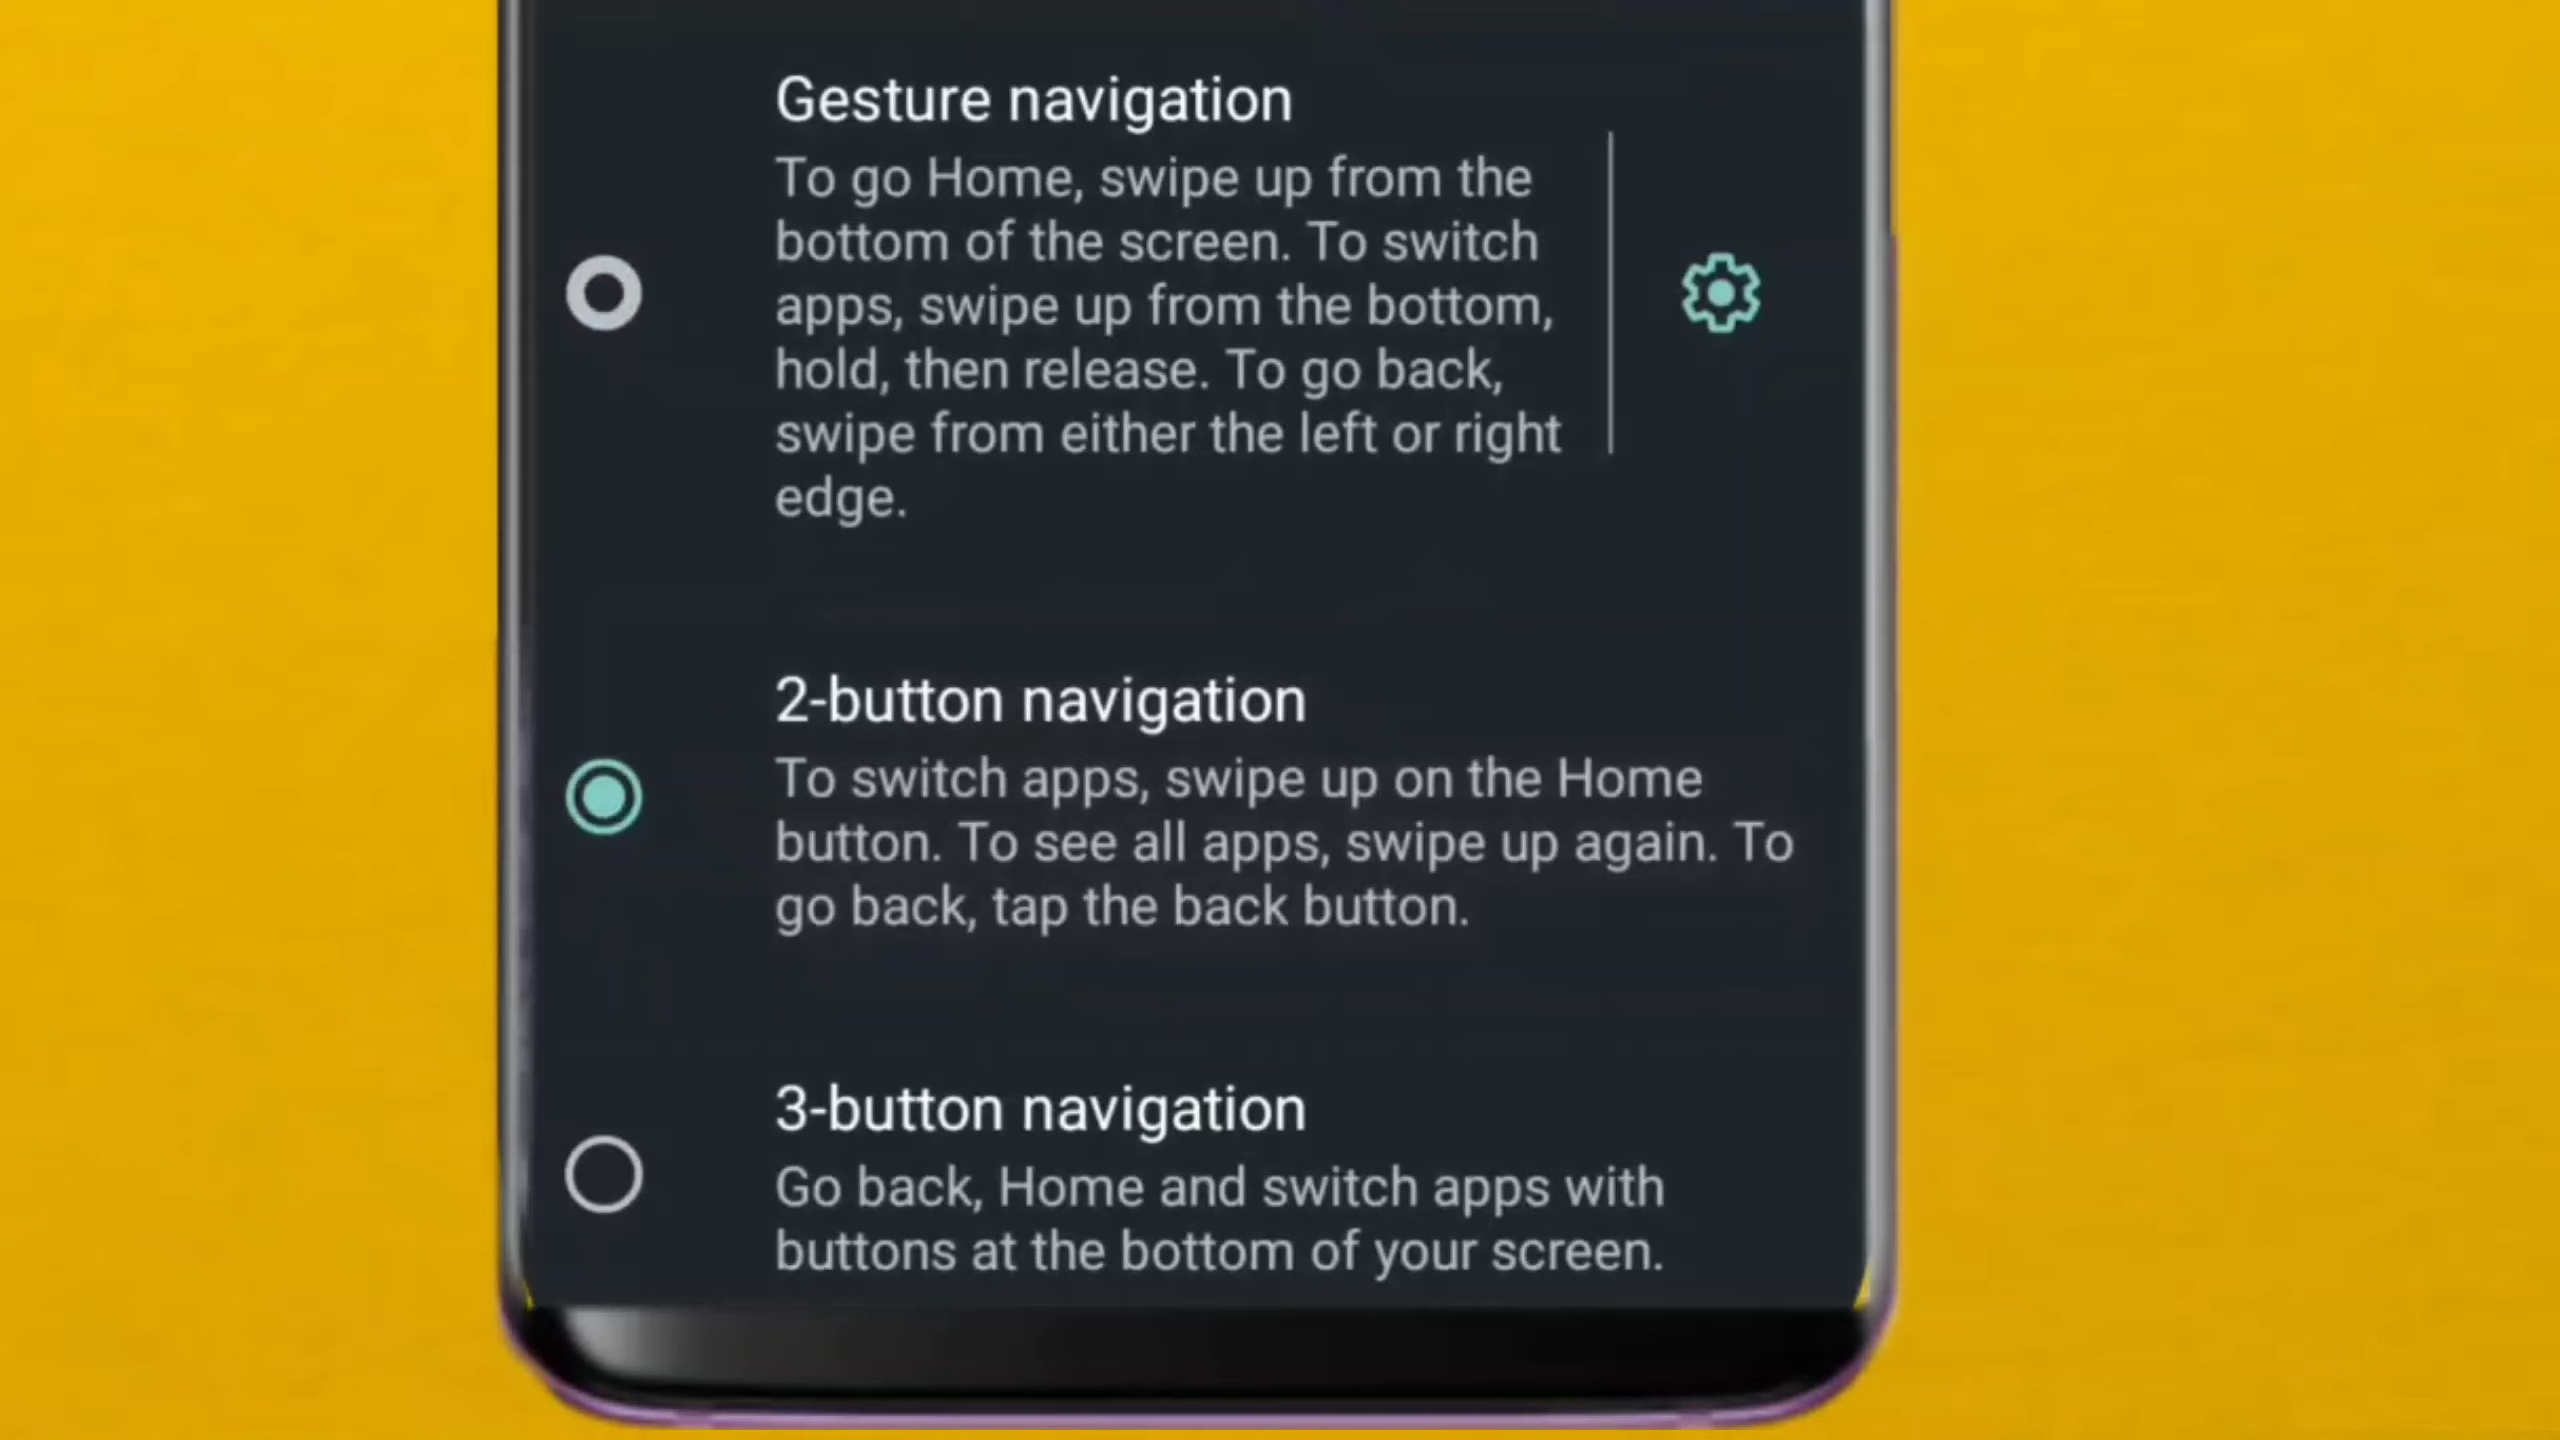 Gesture navigation
To go Home, swipe up from the
bottom of the screen. To switch
apps, swipe up from the bottom,
hold, then release. To go back,
swipe from either the left or right
edge.
2-button navigation
To switch apps, swipe up on the Home
button. To see all apps, swipe up again. To
go back, tap the back button.
3-button navigation
Go back, Home and switch apps with
buttons at the bottom of your screen.